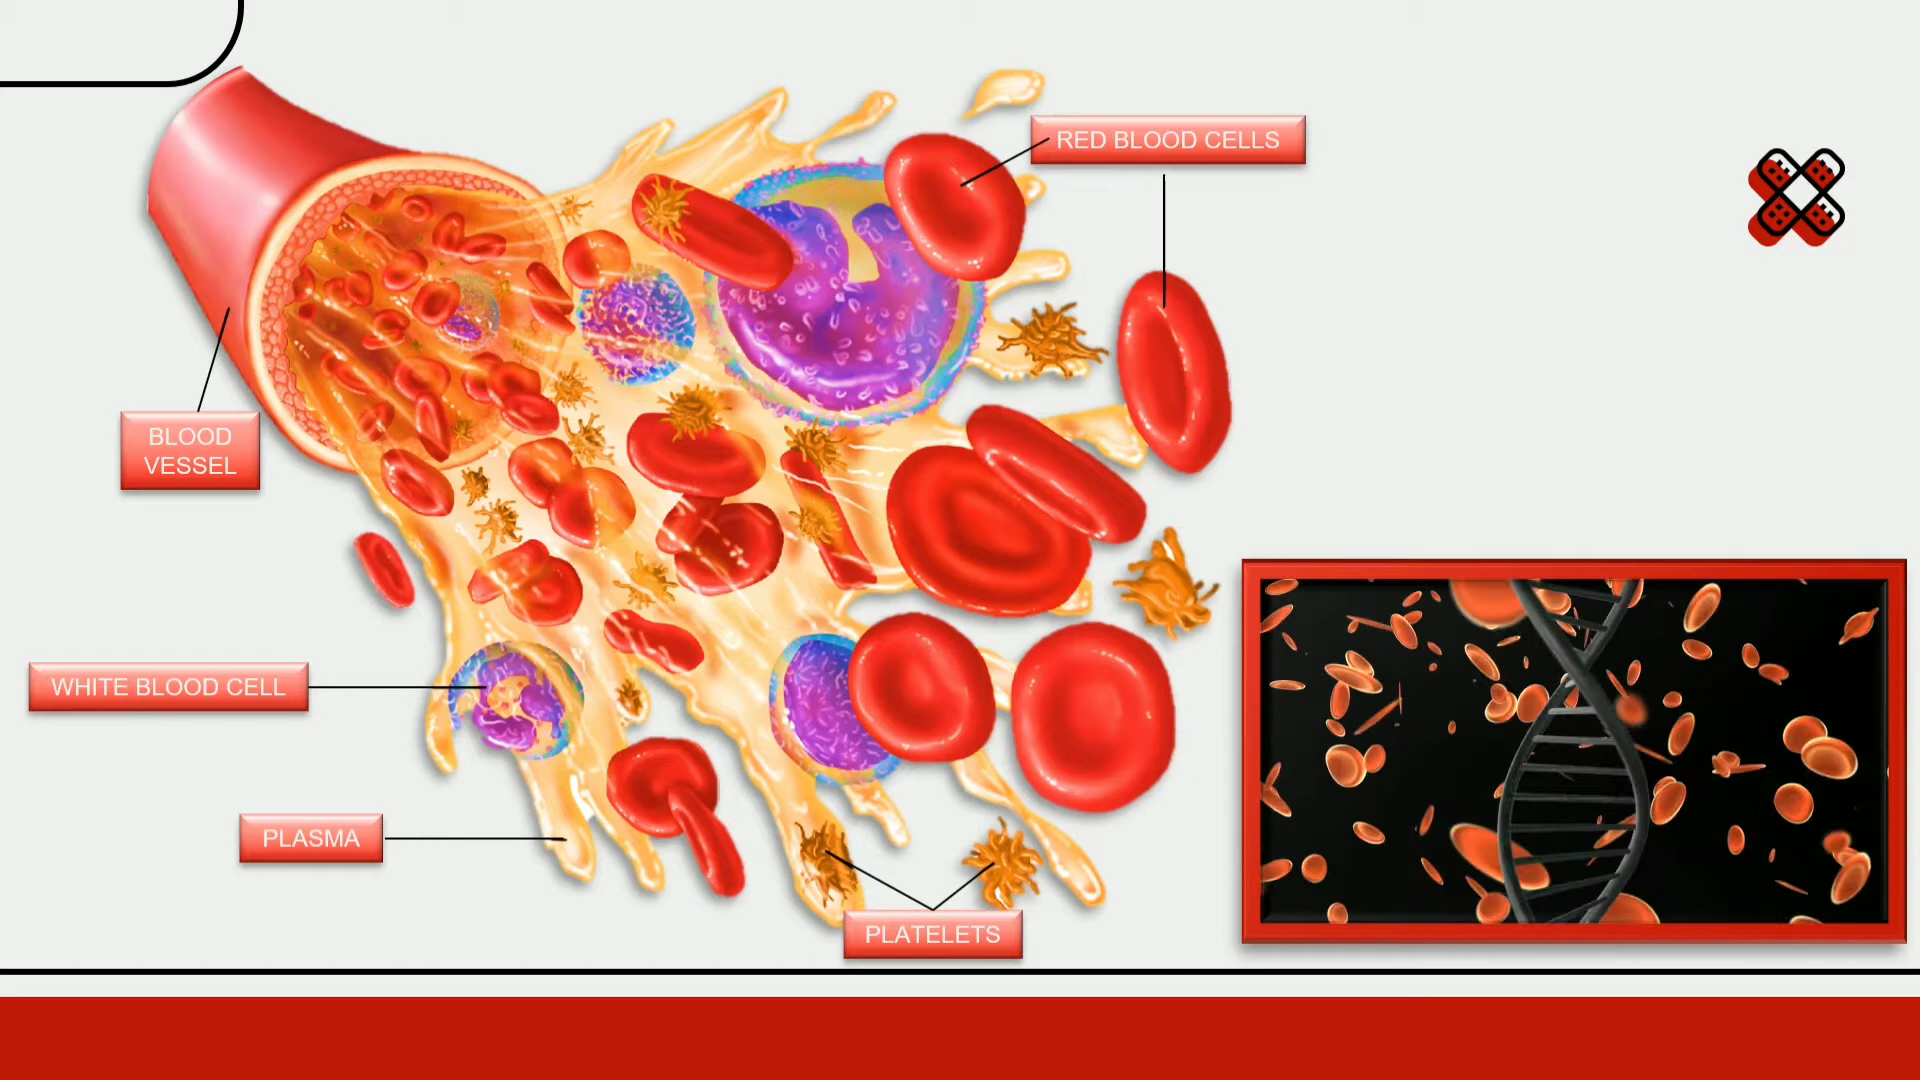 RED BLOOD CELLS
BLOOD
VESSEL
WHITE BLOOD CELL
PLASMA
PLATELETS